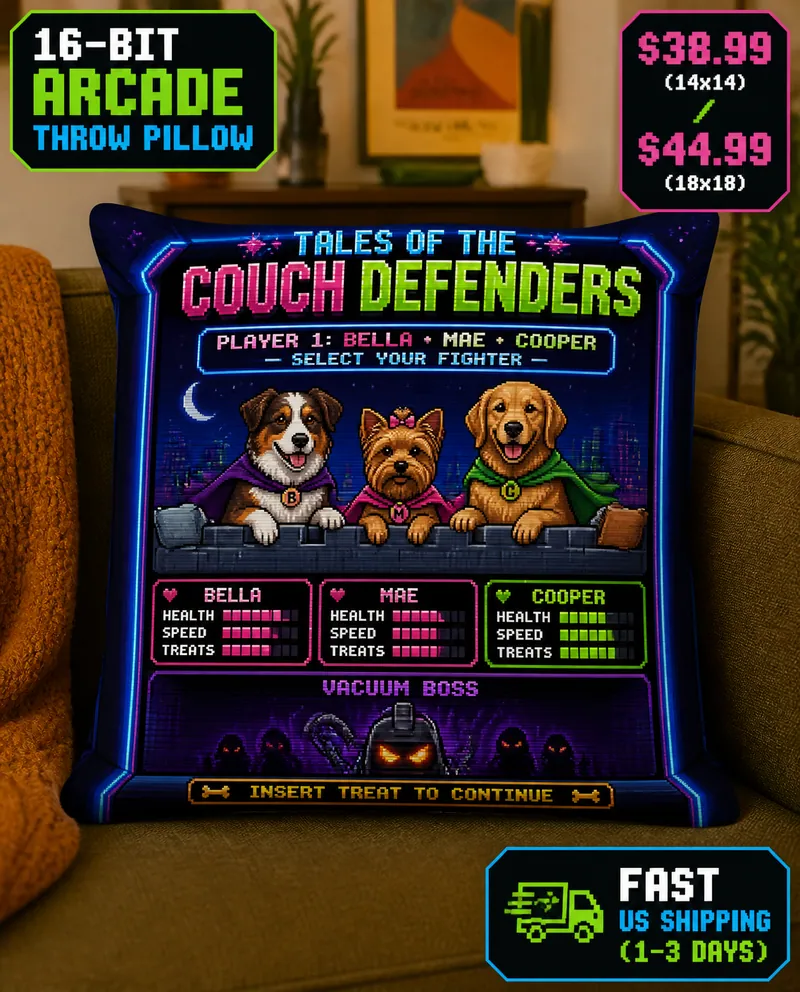 16-BIT
ARCADE
THROW PILLOW
$38.99
(14x14)
/
$44.99
(18x18)
TALES OF THE
COUCH DEFENDERS
PLAYER 1: BELLA • MAE • COOPER
— SELECT YOUR FIGHTER —
B
M
C
BELLA
HEALTH
SPEED
TREATS
MAE
HEALTH
SPEED
TREATS
COOPER
HEALTH
SPEED
TREATS
VACUUM BOSS
INSERT TREAT TO CONTINUE
FAST
US SHIPPING
(1-3 DAYS)